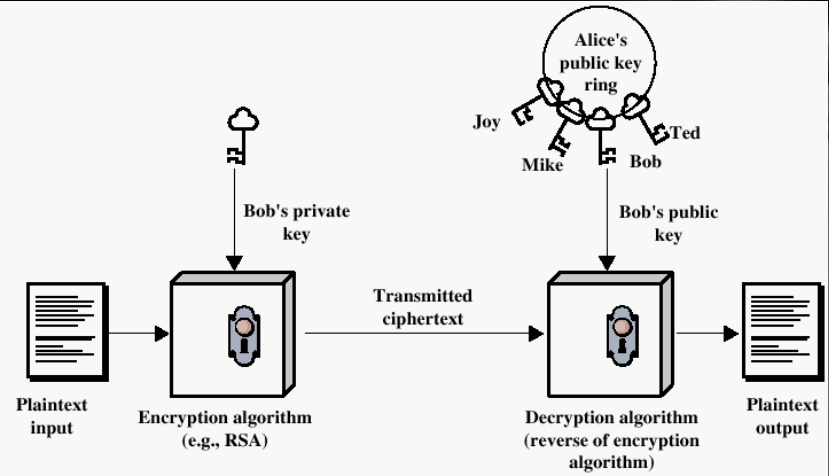 Alice's
public key
ring
Joy
Mike
Bob
Ted
Bob's private
key
Bob's public
key
Transmitted
ciphertext
Plaintext
input
Encryption algorithm
(e.g., RSA)
Decryption algorithm
(reverse of encryption
algorithm)
Plaintext
output